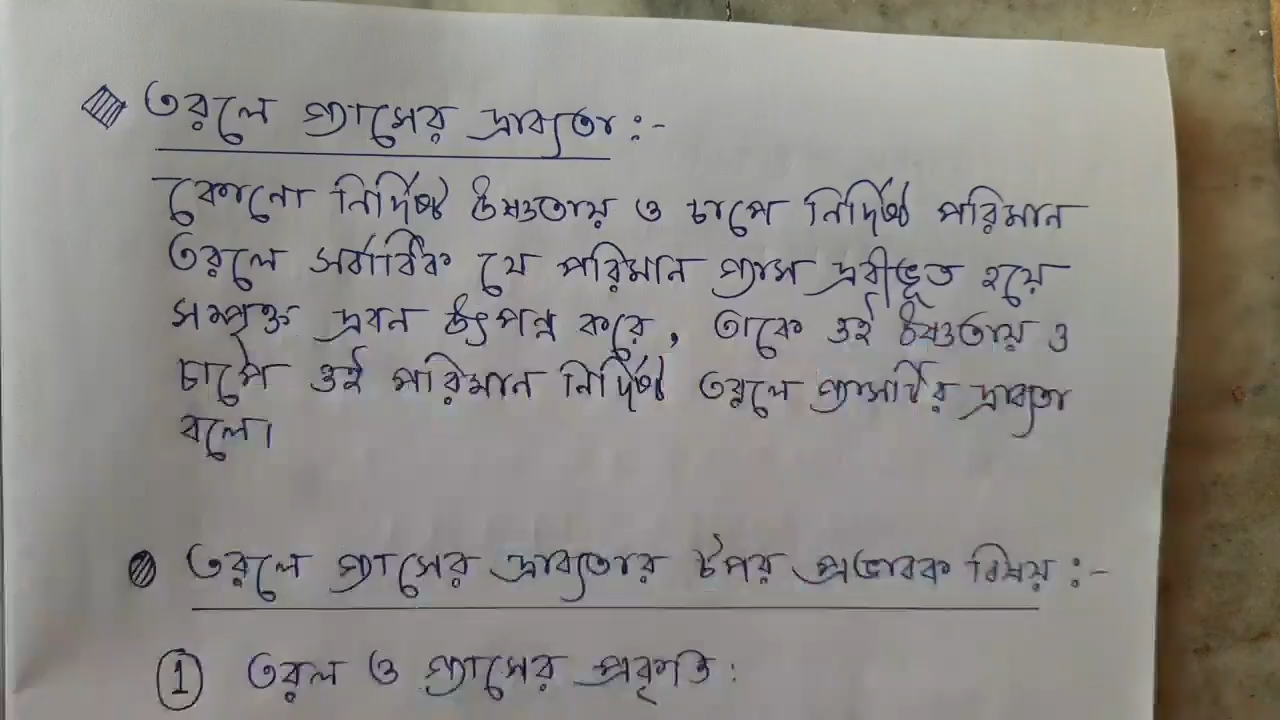 তরলে গ্যাসের দ্রাব্যতা :-
কোনো নির্দিষ্ট উষ্ণতায় ও চাপে নির্দিষ্ট পরিমান
তরলে সর্বাধিক যে পরিমান গ্যাস দ্রবীভূত হয়ে
সম্পৃক্ত দ্রবন উৎপন্ন করে, তাকে ওই উষ্ণতায় ও
চাপে ওই পরিমান নির্দিষ্ট তরলে গ্যাসটির দ্রাব্যতা
বলে।
তরলে গ্যাসের দ্রাব্যতার উপর প্রভাবক বিষয় :-
1 তরল ও গ্যাসের প্রকৃতি :